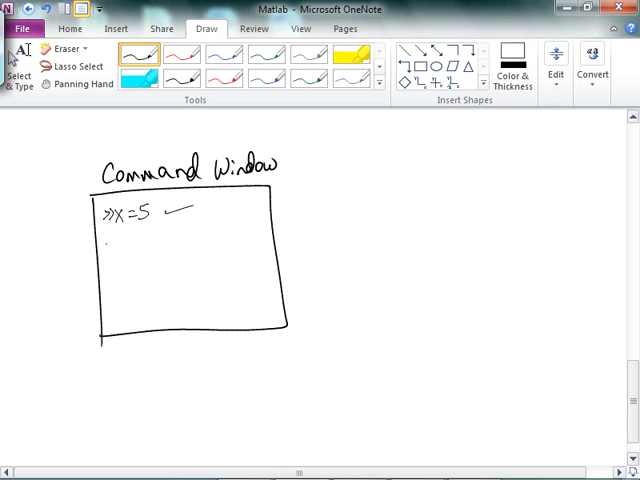 Matlab - Microsoft OneNote
File Home Insert Share Draw Review View Pages
Select & Type
Eraser
Lasso Select
Panning Hand
Tools
Insert Shapes
Color & Thickness
Edit
Convert
Command Window
>>x=5